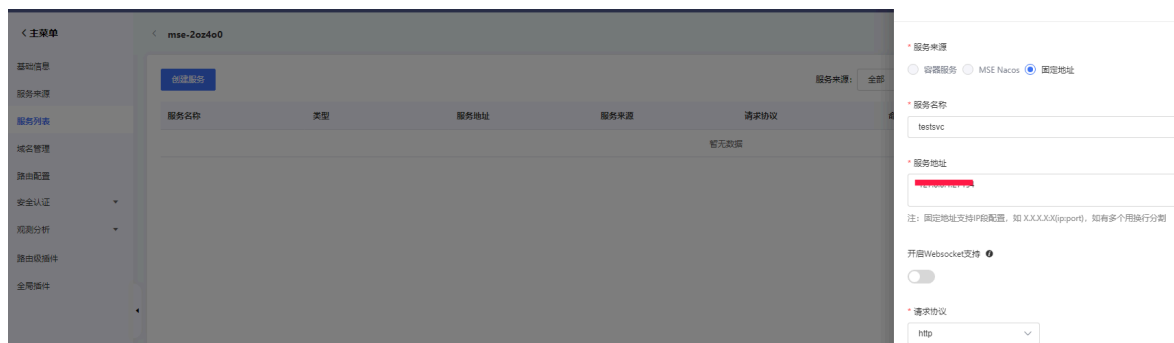 < 主菜单
< mse-2oz4o0
基础信息
服务来源
服务列表
域名管理
路由配置
安全认证
观测分析
路由级插件
全局插件
创建服务
服务来源: 全部
服务名称 类型 服务地址 服务来源 请求协议
暂无数据
* 服务来源
容器服务 MSE Nacos 固定地址
* 服务名称
testsvc
* 服务地址
注: 固定地址支持IP段配置, 如 X.X.X.X:X(ip:port), 如有多个用换行分割
开启Websocket支持
* 请求协议
http